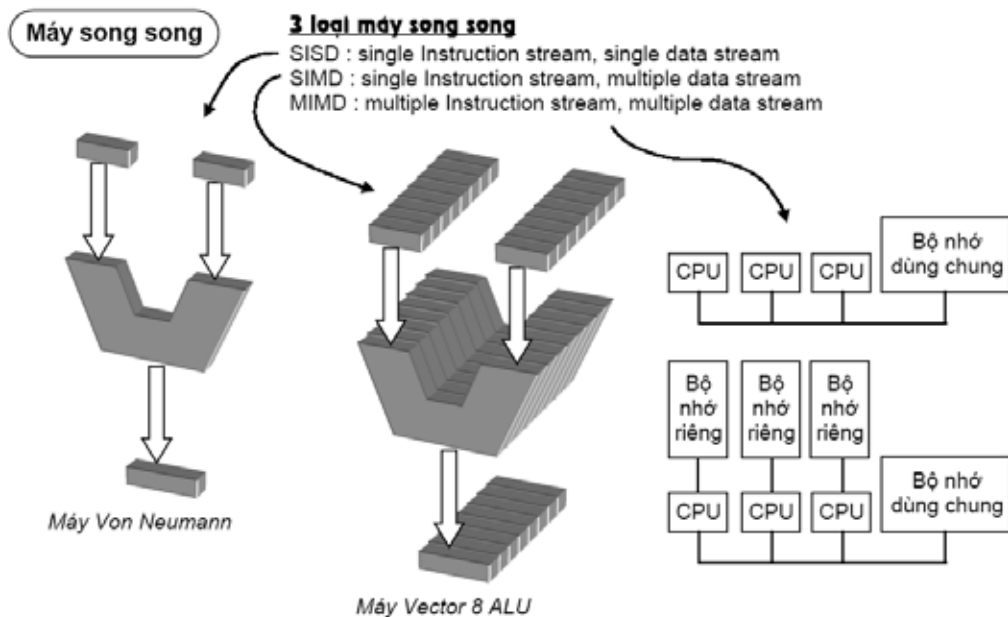 Máy song song
3 loại máy song song
SISD : single Instruction stream, single data stream
SIMD : single Instruction stream, multiple data stream
MIMD : multiple Instruction stream, multiple data stream
Máy Von Neumann
Máy Vector 8 ALU
CPU
CPU
CPU
Bộ nhớ
dùng chung
Bộ
nhớ
riêng
Bộ
nhớ
riêng
Bộ
nhớ
riêng
CPU
CPU
CPU
Bộ nhớ
dùng chung